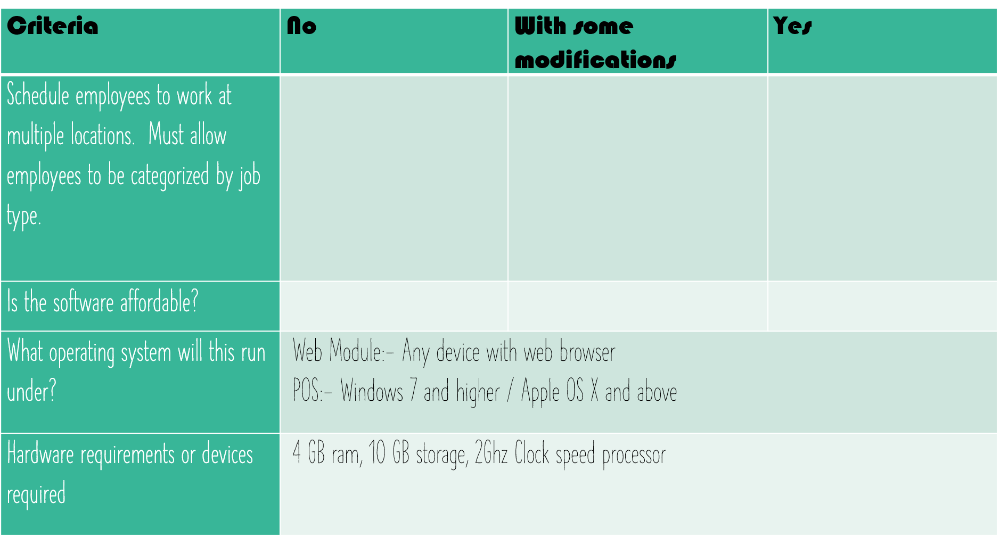 Criteria
No
With some
modifications
Yes
Schedule employees to work at
multiple locations.  Must allow
employees to be categorized by job
type.
Is the software affordable?
What operating system will this run
under?
Web Module:- Any device with web browser
POS:- Windows 7 and higher / Apple OS X and above
Hardware requirements or devices
required
4 GB ram, 10 GB storage, 2Ghz Clock speed processor